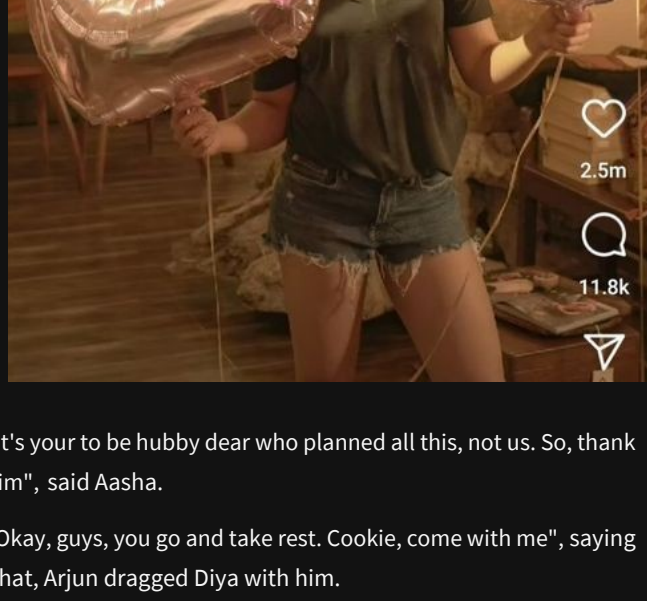 2.5m
11.8k
t's your to be hubby dear who planned all this, not us. So, thank
im", said Aasha.
Okay, guys, you go and take rest. Cookie, come with me", saying
hat, Arjun dragged Diya with him.